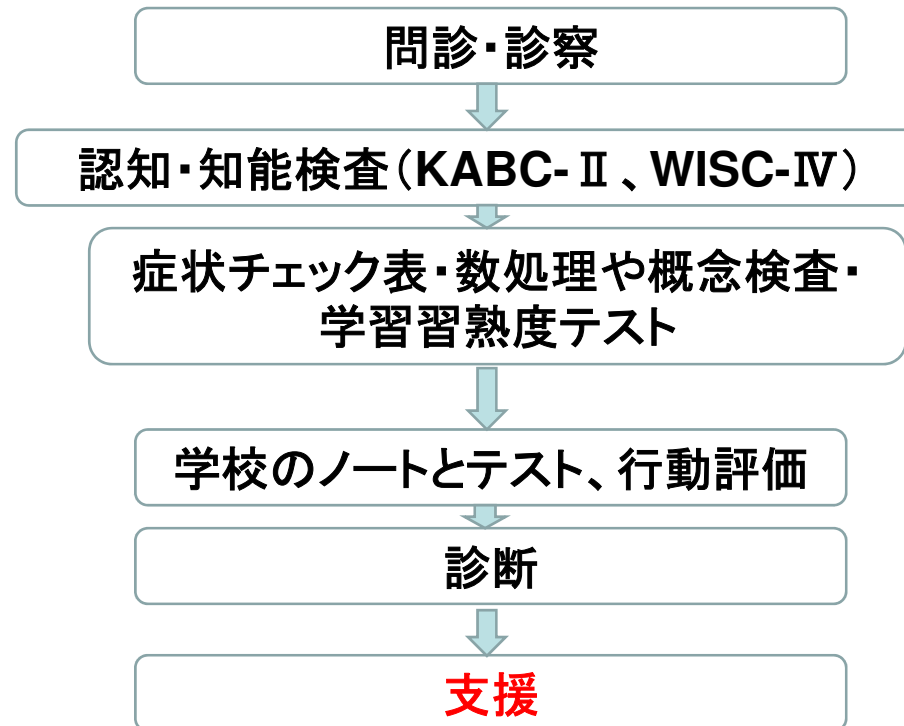 問診・診察
認知・知能検査(KABC-Ⅱ、WISC-Ⅳ)
症状チェック表・数処理や概念検査・
学習習熟度テスト
学校のノートとテスト、行動評価
診断
支援